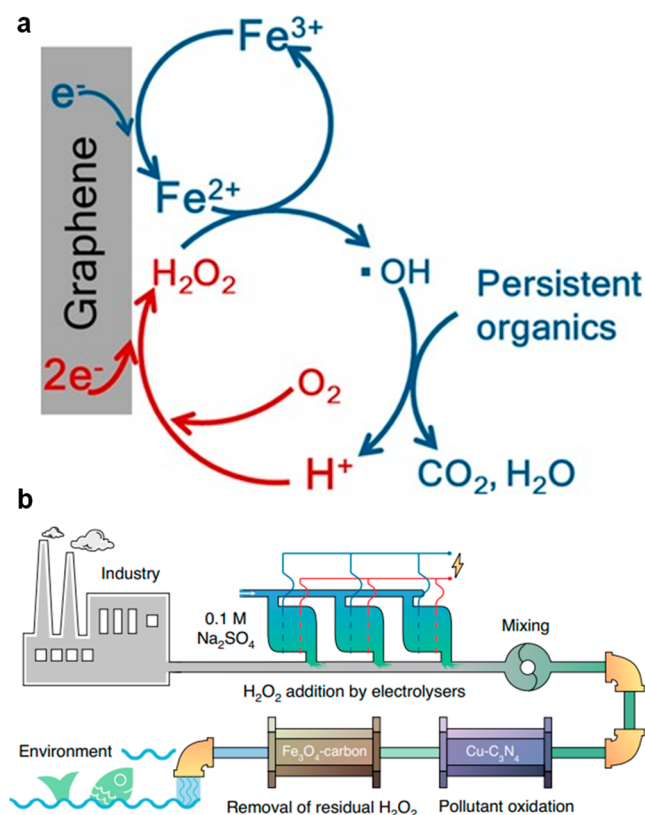 a
Fe³⁺
e⁻
Graphene
Fe²⁺
H₂O₂
·OH
Persistent
organics
2e⁻
O₂
H⁺
CO₂, H₂O
b
Industry
0.1 M
Na₂SO₄
Mixing
H₂O₂ addition by electrolysers
Environment
Fe₃O₄-carbon
Cu-C₃N₄
Removal of residual H₂O₂
Pollutant oxidation